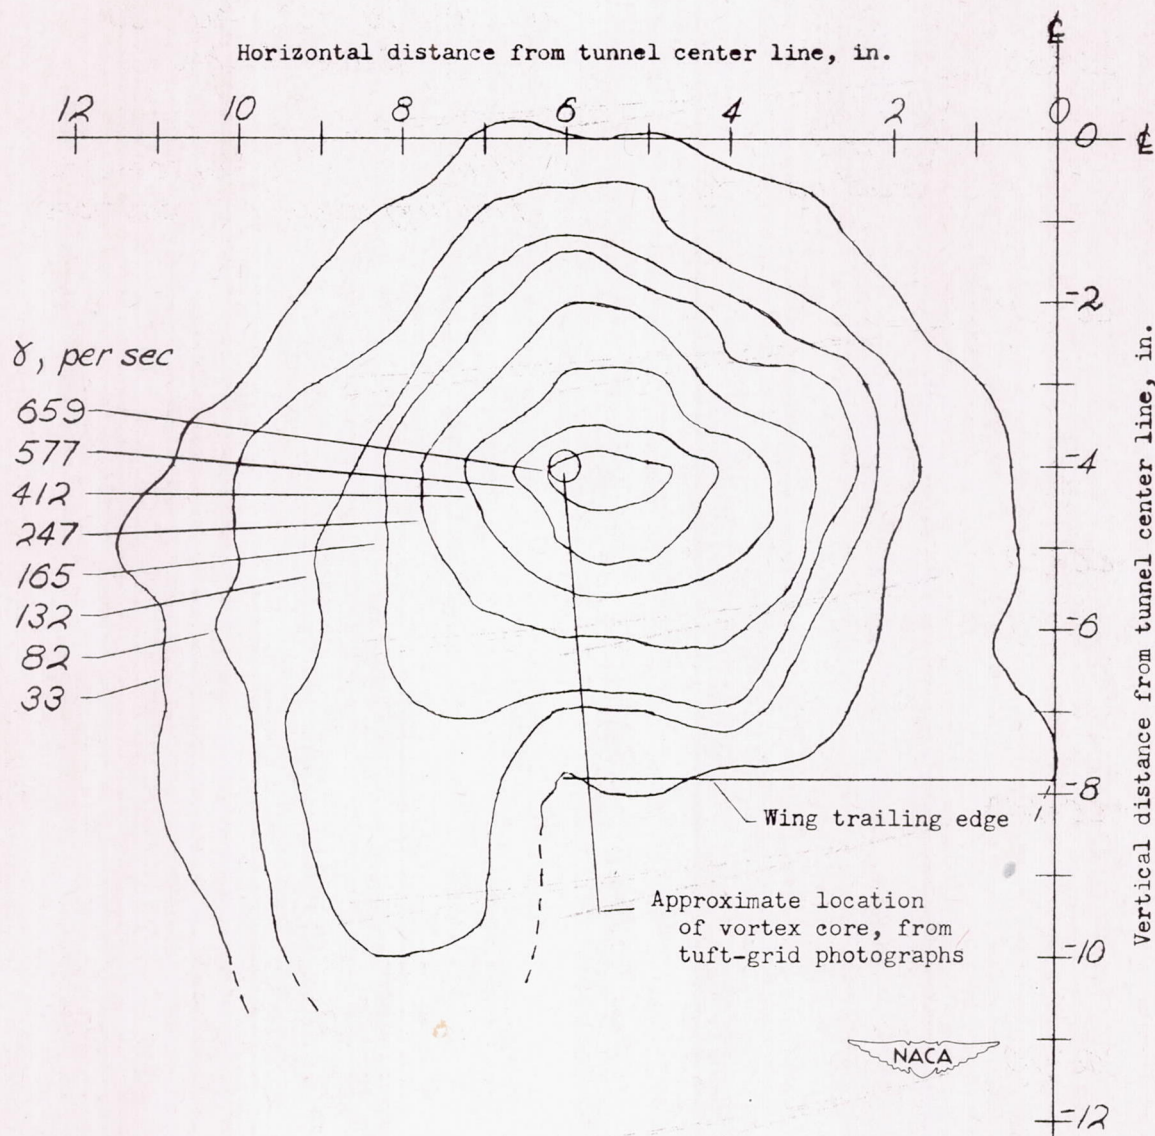 ℄
Horizontal distance from tunnel center line, in.
12 10 8 6 4 2 0
0 ℄
-2
-4
-6
-8
-10
-12
Vertical distance from tunnel center line, in.
γ, per sec
659
577
412
247
165
132
82
33
Wing trailing edge
Approximate location
of vortex core, from
tuft-grid photographs
NACA